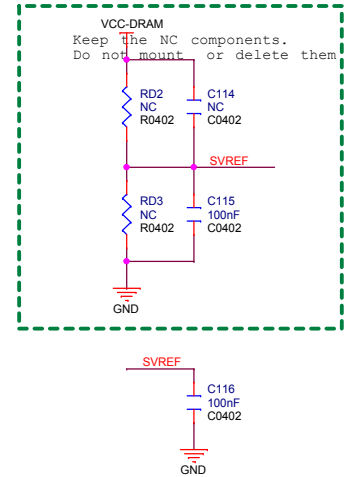 VCC-DRAM
Keep the NC components.
Do not mount or delete them
RD2
NC
R0402
C114
NC
C0402
SVREF
RD3
NC
R0402
C115
100nF
C0402
GND
SVREF
C116
100nF
C0402
GND